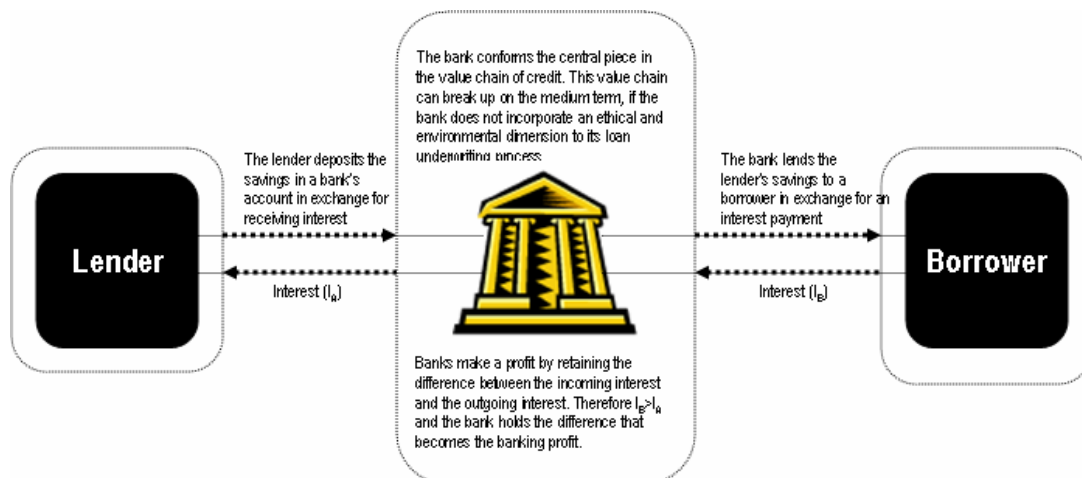 The bank conforms the central piece in
the value chain of credit. This value chain
can break up on the medium term, if the
bank does not incorporate an ethical and
environmental dimension to its loan
underwriting process
The lender deposits the
savings in a bank's
account in exchange for
receiving interest
The bank lends the
lender's savings to a
borrower in exchange for an
interest payment
Lender
Borrower
Interest (I_A)
Interest (I_B)
Banks make a profit by retaining the
difference between the incoming interest
and the outgoing interest. Therefore I_B>I_A
and the bank holds the difference that
becomes the banking profit.